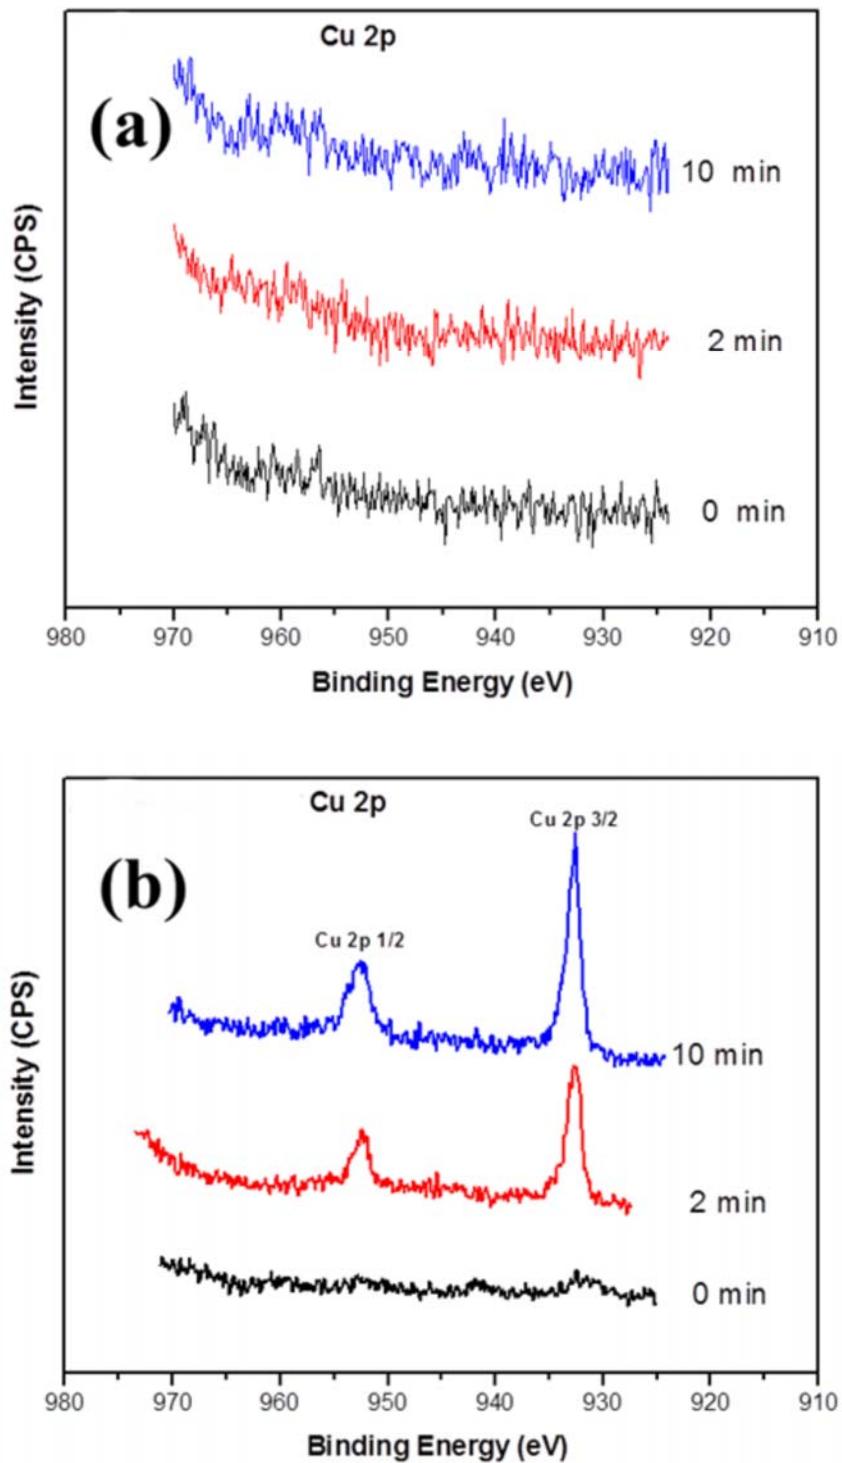 Cu 2p
(a)
10 min
2 min
0 min
Intensity (CPS)
980 970 960 950 940 930 920 910
Binding Energy (eV)
Cu 2p
Cu 2p 3/2
(b)
Cu 2p 1/2
10 min
2 min
0 min
Intensity (CPS)
980 970 960 950 940 930 920 910
Binding Energy (eV)